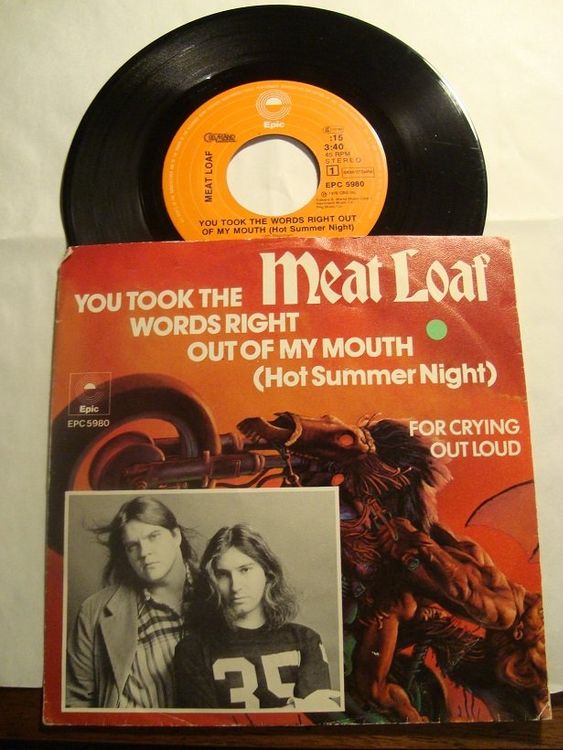 Epic
MEAT LOAF
:15
3:40
45 RPM
STEREO
1
EPC 5980
YOU TOOK THE WORDS RIGHT OUT
OF MY MOUTH (Hot Summer Night)
Meat Loaf
YOU TOOK THE
WORDS RIGHT
OUT OF MY MOUTH
(Hot Summer Night)
Epic
EPC 5980
FOR CRYING
OUT LOUD
35